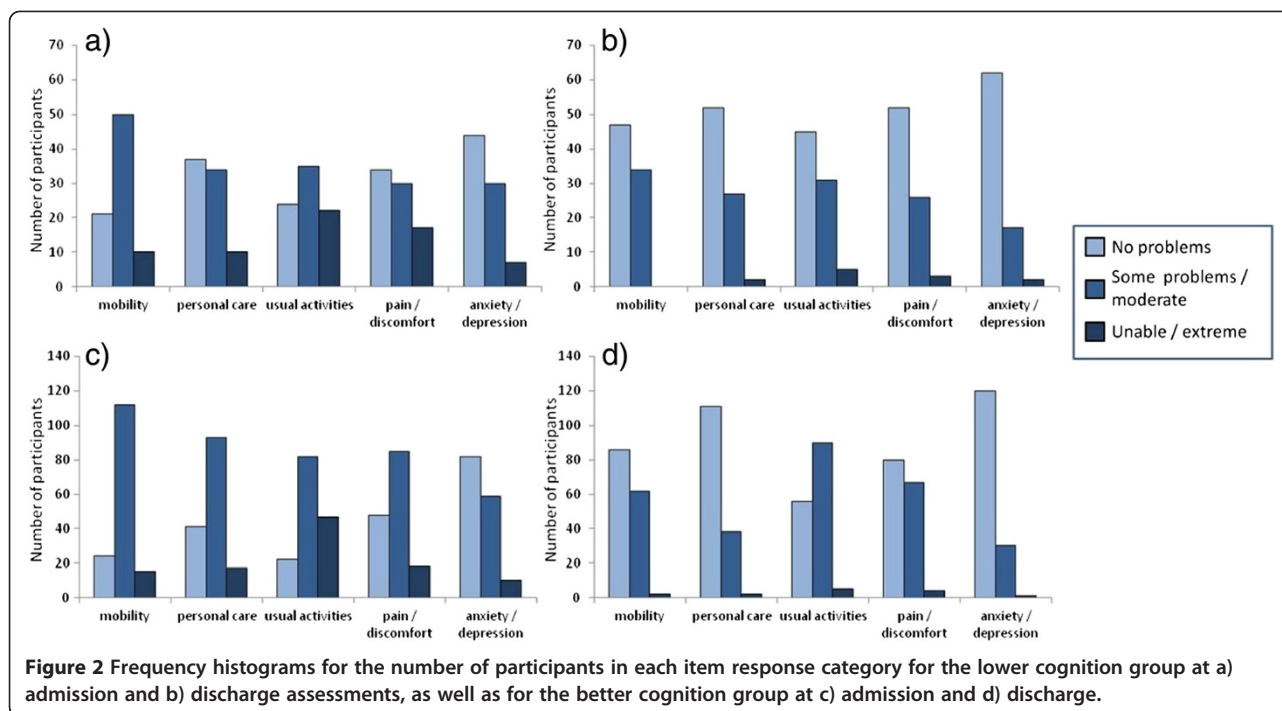 a)
70
60
50
40
30
20
10
0
Number of participants
mobility
personal care
usual activities
pain /
discomfort
anxiety /
depression
b)
70
60
50
40
30
20
10
0
Number of participants
mobility
personal care
usual activities
pain /
discomfort
anxiety /
depression
No problems
Some problems /
moderate
Unable / extreme
c)
140
120
100
80
60
40
20
0
Number of participants
mobility
personal care
usual activities
pain /
discomfort
anxiety /
depression
d)
140
120
100
80
60
40
20
0
Number of participants
mobility
personal care
usual activities
pain /
discomfort
anxiety /
depression
Figure 2 Frequency histograms for the number of participants in each item response category for the lower cognition group at a)
admission and b) discharge assessments, as well as for the better cognition group at c) admission and d) discharge.